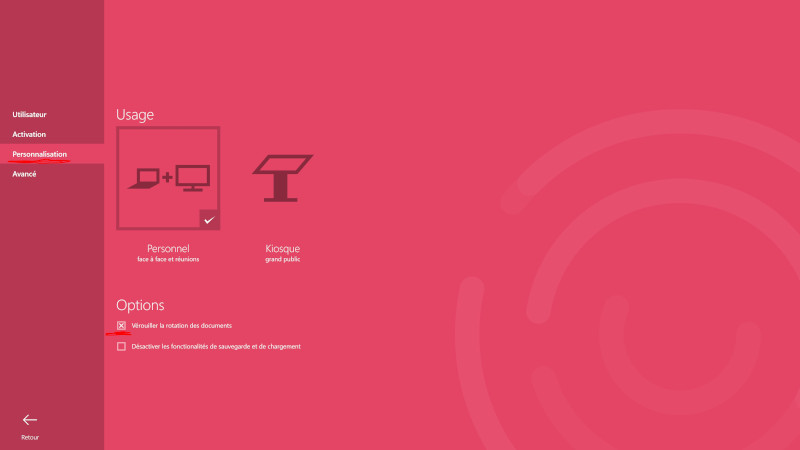 Utilisateur
Activation
Personnalisation
Avancé
Retour
Usage
Personnel
face à face et réunions
Kiosque
grand public
Options
Vérouiller la rotation des documents
Désactiver les fonctionalités de sauvegarde et de chargement